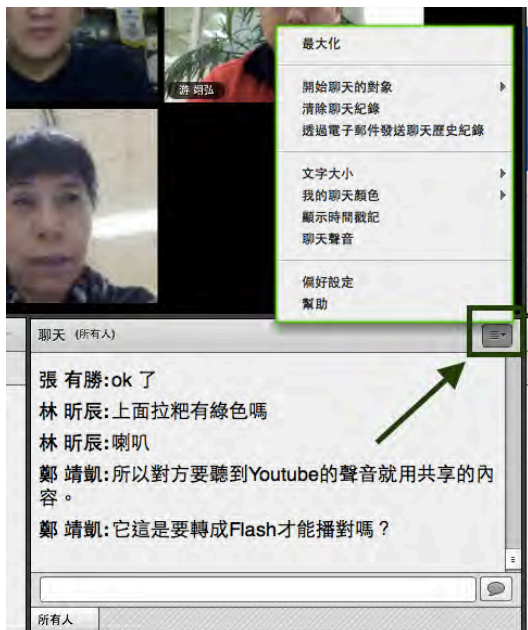 游 翊弘
最大化
開始聊天的對象
清除聊天紀錄
透過電子郵件發送聊天歷史紀錄
文字大小
我的聊天顏色
顯示時間戳記
聊天聲音
偏好設定
幫助
聊天 (所有人)
張 有勝:ok 了
林 昕辰:上面拉粑有綠色嗎
林 昕辰:喇叭
鄭 靖凱:所以對方要聽到Youtube的聲音就用共享的內
容。
鄭 靖凱:它這是要轉成Flash才能播對嗎？
所有人